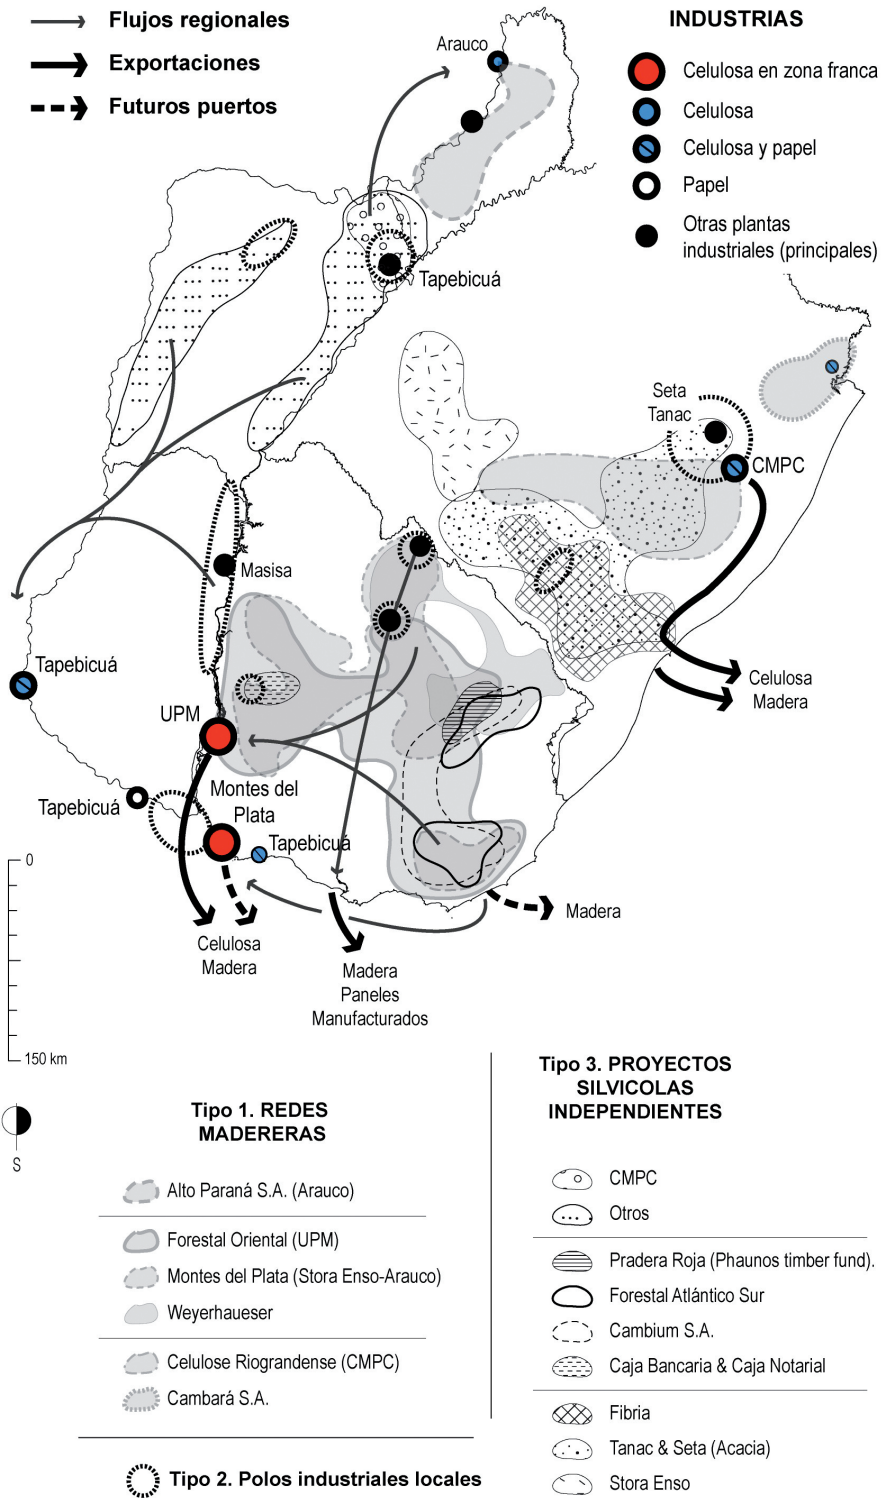 Flujos regionales
Exportaciones
Futuros puertos
INDUSTRIAS
Celulosa en zona franca
Celulosa
Celulosa y papel
Papel
Otras plantas
industriales (principales)
Arauco
Tapebicuá
Seta
Tanac
CMPC
Masisa
Tapebicuá
UPM
Celulosa
Madera
Montes del
Plata
Tapebicuá
Tapebicuá
0
Madera
Celulosa
Madera
Madera
Paneles
Manufacturados
150 km
S
Tipo 1. REDES
MADERERAS
Alto Paraná S.A. (Arauco)
Forestal Oriental (UPM)
Montes del Plata (Stora Enso-Arauco)
Weyerhaueser
Celulose Riograndense (CMPC)
Cambará S.A.
Tipo 2. Polos industriales locales
Tipo 3. PROYECTOS
SILVICOLAS
INDEPENDIENTES
CMPC
Otros
Pradera Roja (Phaunos timber fund).
Forestal Atlántico Sur
Cambium S.A.
Caja Bancaria & Caja Notarial
Fibria
Tanac & Seta (Acacia)
Stora Enso